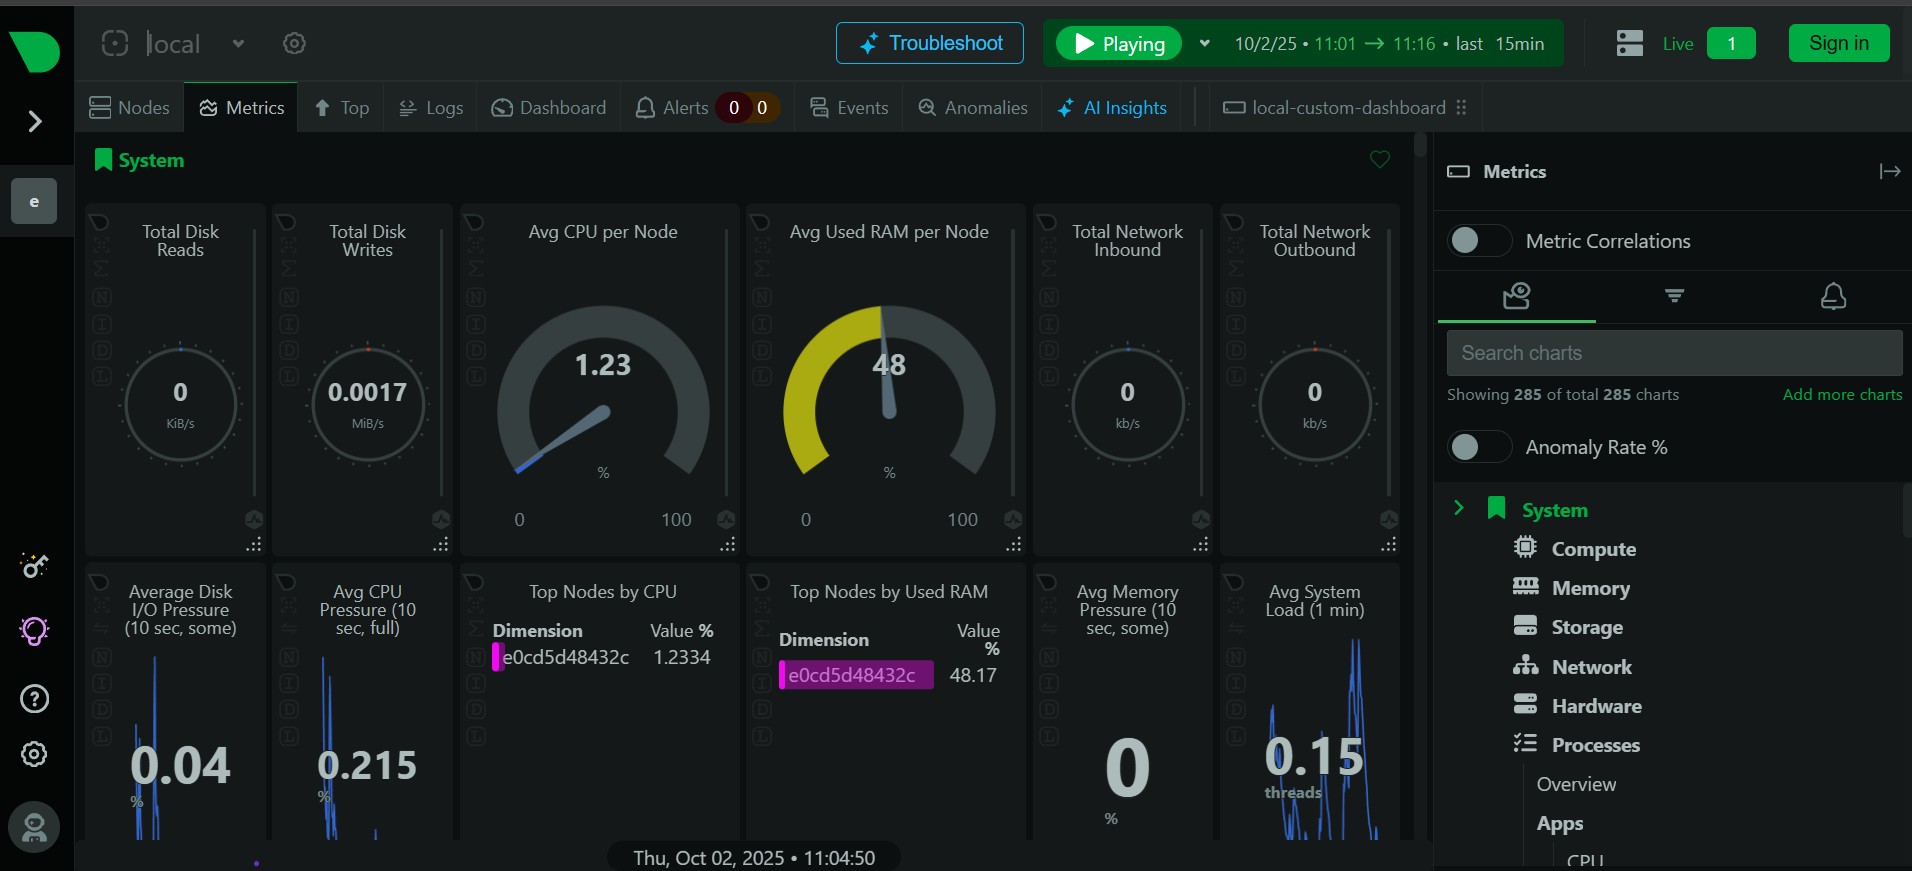 local
Troubleshoot
Playing
10/2/25 • 11:01 → 11:16 • last 15min
Live
1
Sign in
Nodes
Metrics
Top
Logs
Dashboard
Alerts 0 0
Events
Anomalies
AI Insights
local-custom-dashboard
e
System
Total Disk
Reads
N
I
D
L
0
KiB/s
Total Disk
Writes
N
I
D
L
0.0017
MiB/s
Avg CPU per Node
N
I
D
L
1.23
%
0
100
Avg Used RAM per Node
N
I
D
L
48
%
0
100
Total Network
Inbound
N
I
D
L
0
kb/s
Total Network
Outbound
N
I
D
L
0
kb/s
Average Disk
I/O Pressure
(10 sec, some)
N
I
D
L
0.04
%
Avg CPU
Pressure (10
sec, full)
N
I
D
L
0.215
%
Top Nodes by CPU
N
I
D
L
Dimension Value %
e0cd5d48432c 1.2334
Top Nodes by Used RAM
N
I
D
L
Dimension Value
%
e0cd5d48432c 48.17
Avg Memory
Pressure (10
sec, some)
N
I
D
L
0
%
Avg System
Load (1 min)
N
I
D
L
0.15
threads
Thu, Oct 02, 2025 • 11:04:50
Metrics
Metric Correlations
Search charts
Showing 285 of total 285 charts
Add more charts
Anomaly Rate %
System
Compute
Memory
Storage
Network
Hardware
Processes
Overview
Apps
CPU